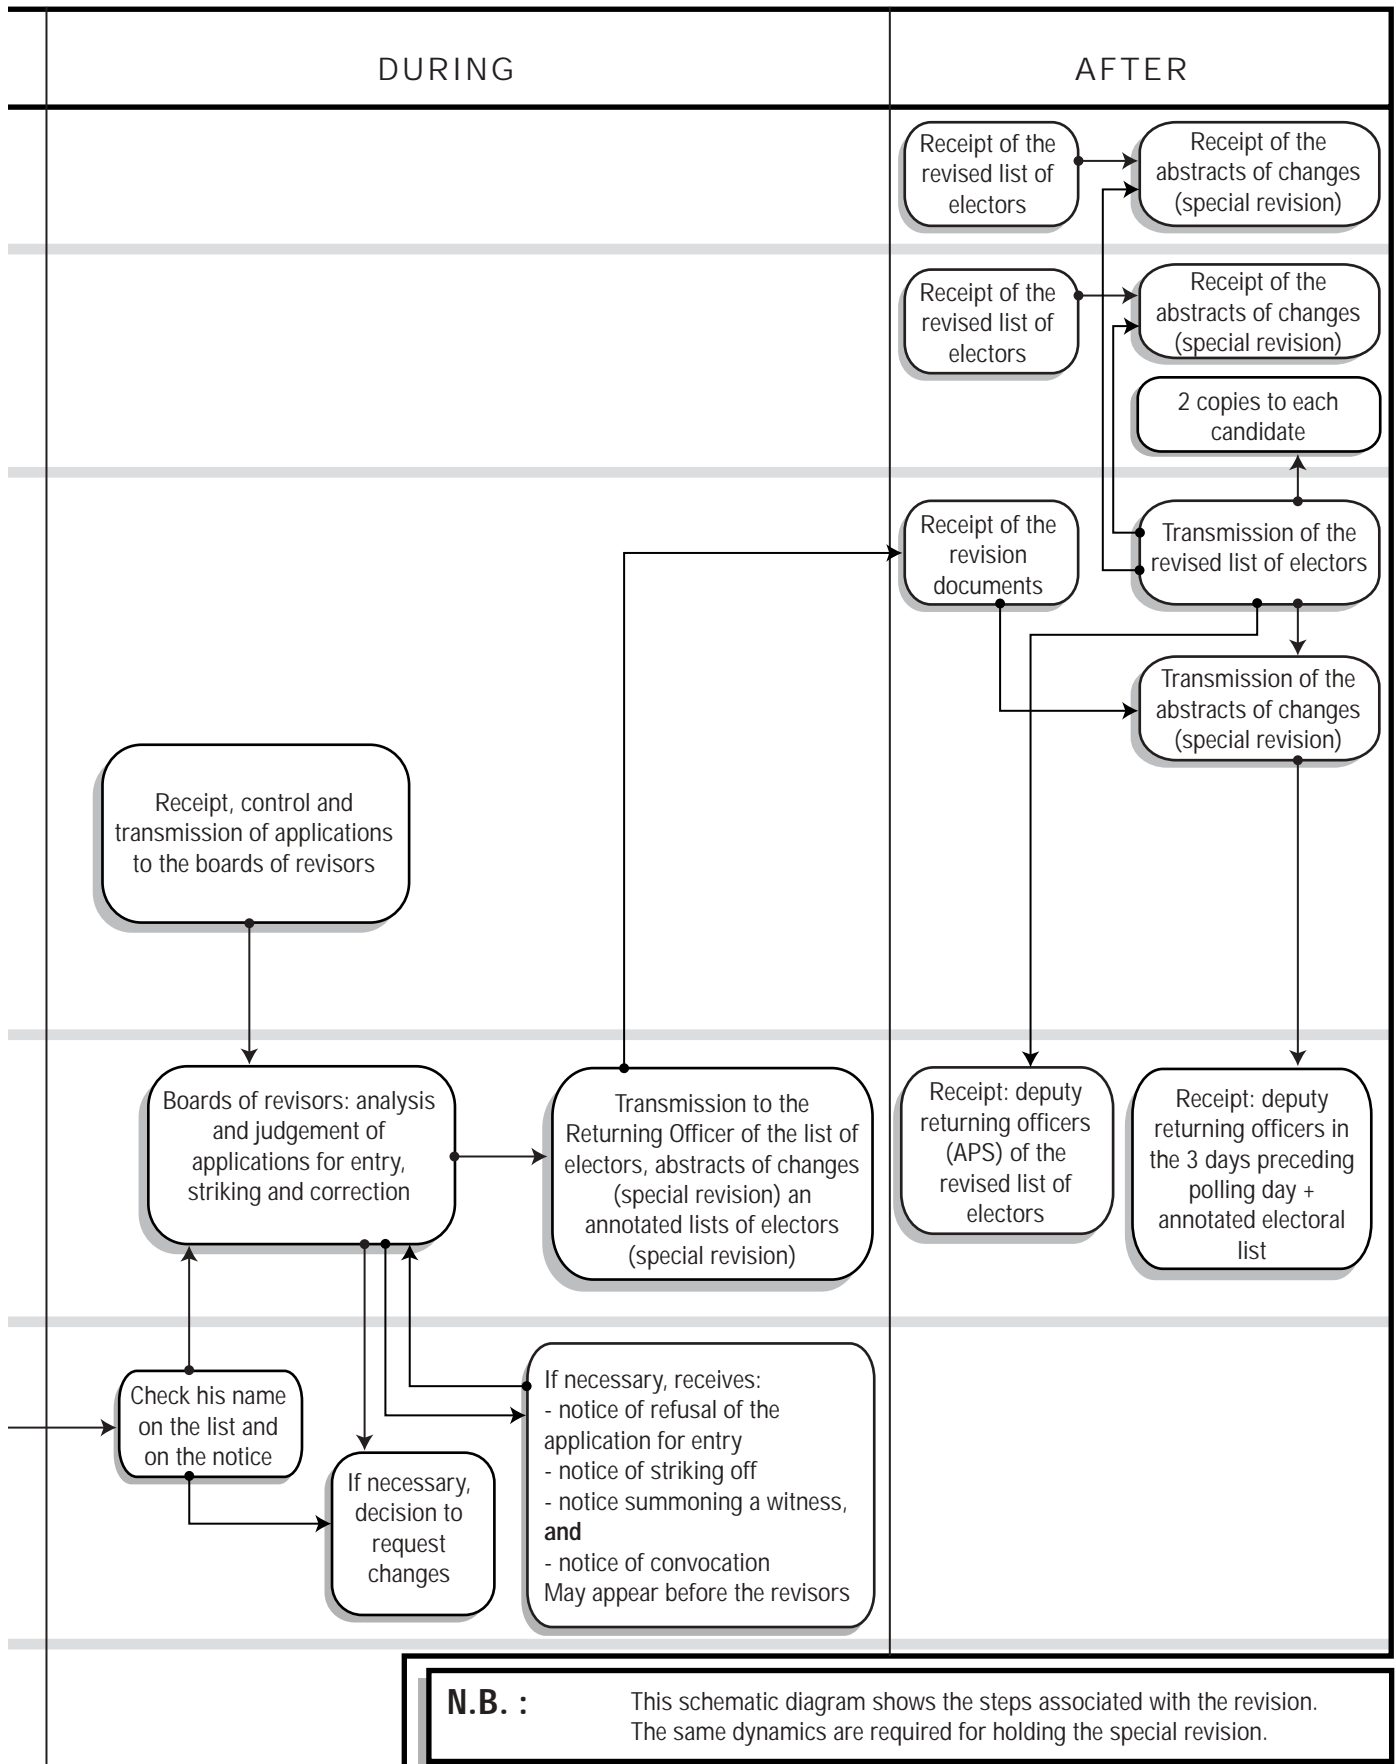 DURING
AFTER
Receipt of the
revised list of
electors
Receipt of the
abstracts of changes
(special revision)
Receipt of the
revised list of
electors
Receipt of the
abstracts of changes
(special revision)
2 copies to each
candidate
Receipt of the
revision
documents
Transmission of the
revised list of electors
Transmission of the
abstracts of changes
(special revision)
Receipt, control and
transmission of applications
to the boards of revisors
Boards of revisors: analysis
and judgement of
applications for entry,
striking and correction
Transmission to the
Returning Officer of the list of
electors, abstracts of changes
(special revision) an
annotated lists of electors
(special revision)
Receipt: deputy
returning officers
(APS) of the
revised list of
electors
Receipt: deputy
returning officers in
the 3 days preceding
polling day +
annotated electoral
list
Check his name
on the list and
on the notice
If necessary,
decision to
request
changes
If necessary, receives:
- notice of refusal of the
application for entry
- notice of striking off
- notice summoning a witness,
and
- notice of convocation
May appear before the revisors
N.B. :
This schematic diagram shows the steps associated with the revision.
The same dynamics are required for holding the special revision.